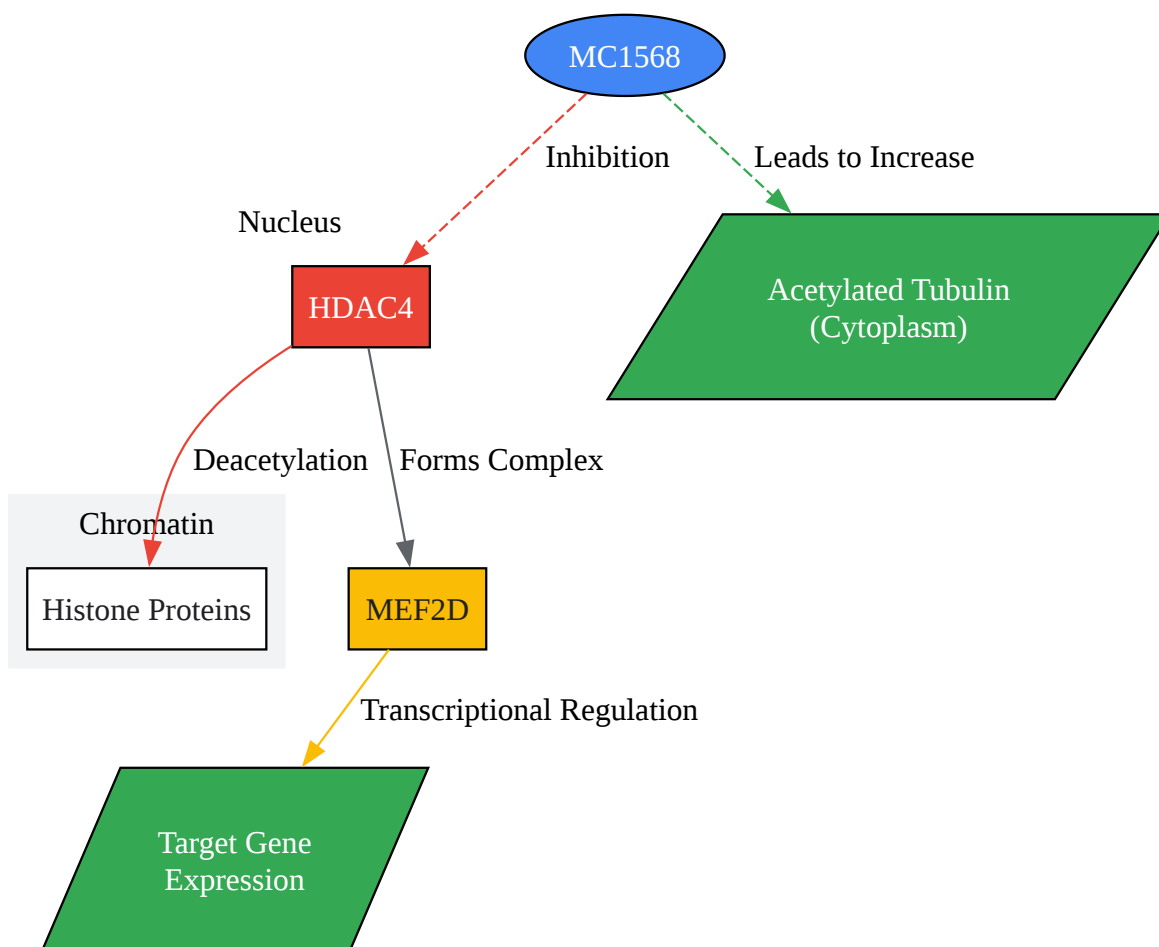 MC1568
Inhibition
Leads to Increase
Nucleus
HDAC4
Acetylated Tubulin
(Cytoplasm)
Deacetylation
Forms Complex
Chromatin
Histone Proteins
MEF2D
Transcriptional Regulation
Target Gene
Expression